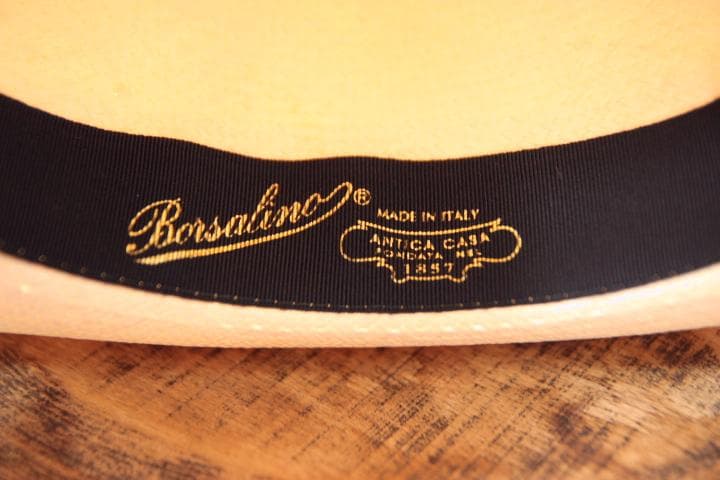 Borsalino®
MADE IN ITALY
ANTICA CASA
FONDATA NEL
1857